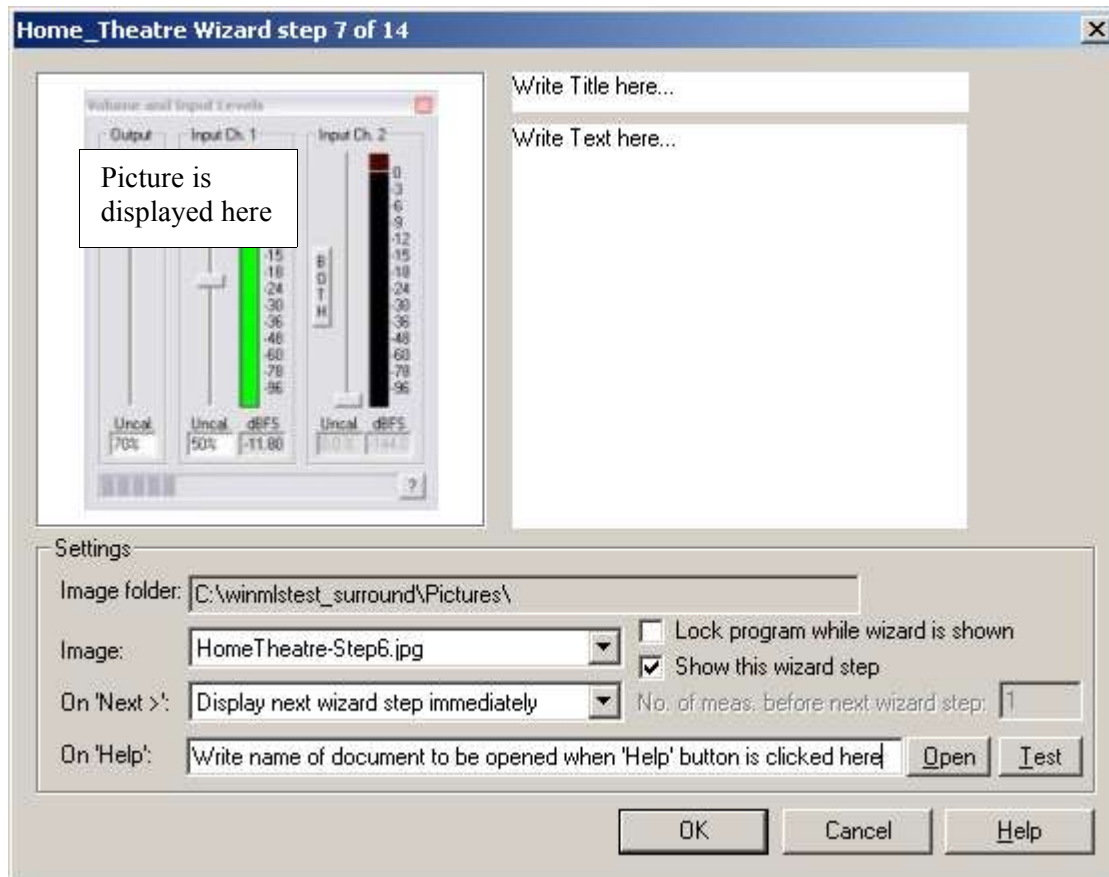 Home_Theatre Wizard step 7 of 14
Volume and Input Levels
Output
Input Ch. 1
Input Ch. 2
Picture is
displayed here
0
-3
-6
-9
-12
-15
-18
-24
-30
-36
-48
-60
-78
-96
-15
-18
-24
-30
-36
-48
-60
-78
-96
BOTH
Uncal.
70%
Uncal. dBFS
50% -11.80
Uncal. dBFS
?
Write Title here...
Write Text here...
Settings
Image folder: C:\winmlstest_surround\Pictures\
Image: HomeTheatre-Step6.jpg
Lock program while wizard is shown
Show this wizard step
On 'Next >': Display next wizard step immediately
No. of meas. before next wizard step: 1
On 'Help': Write name of document to be opened when 'Help' button is clicked here
Open
Test
OK
Cancel
Help